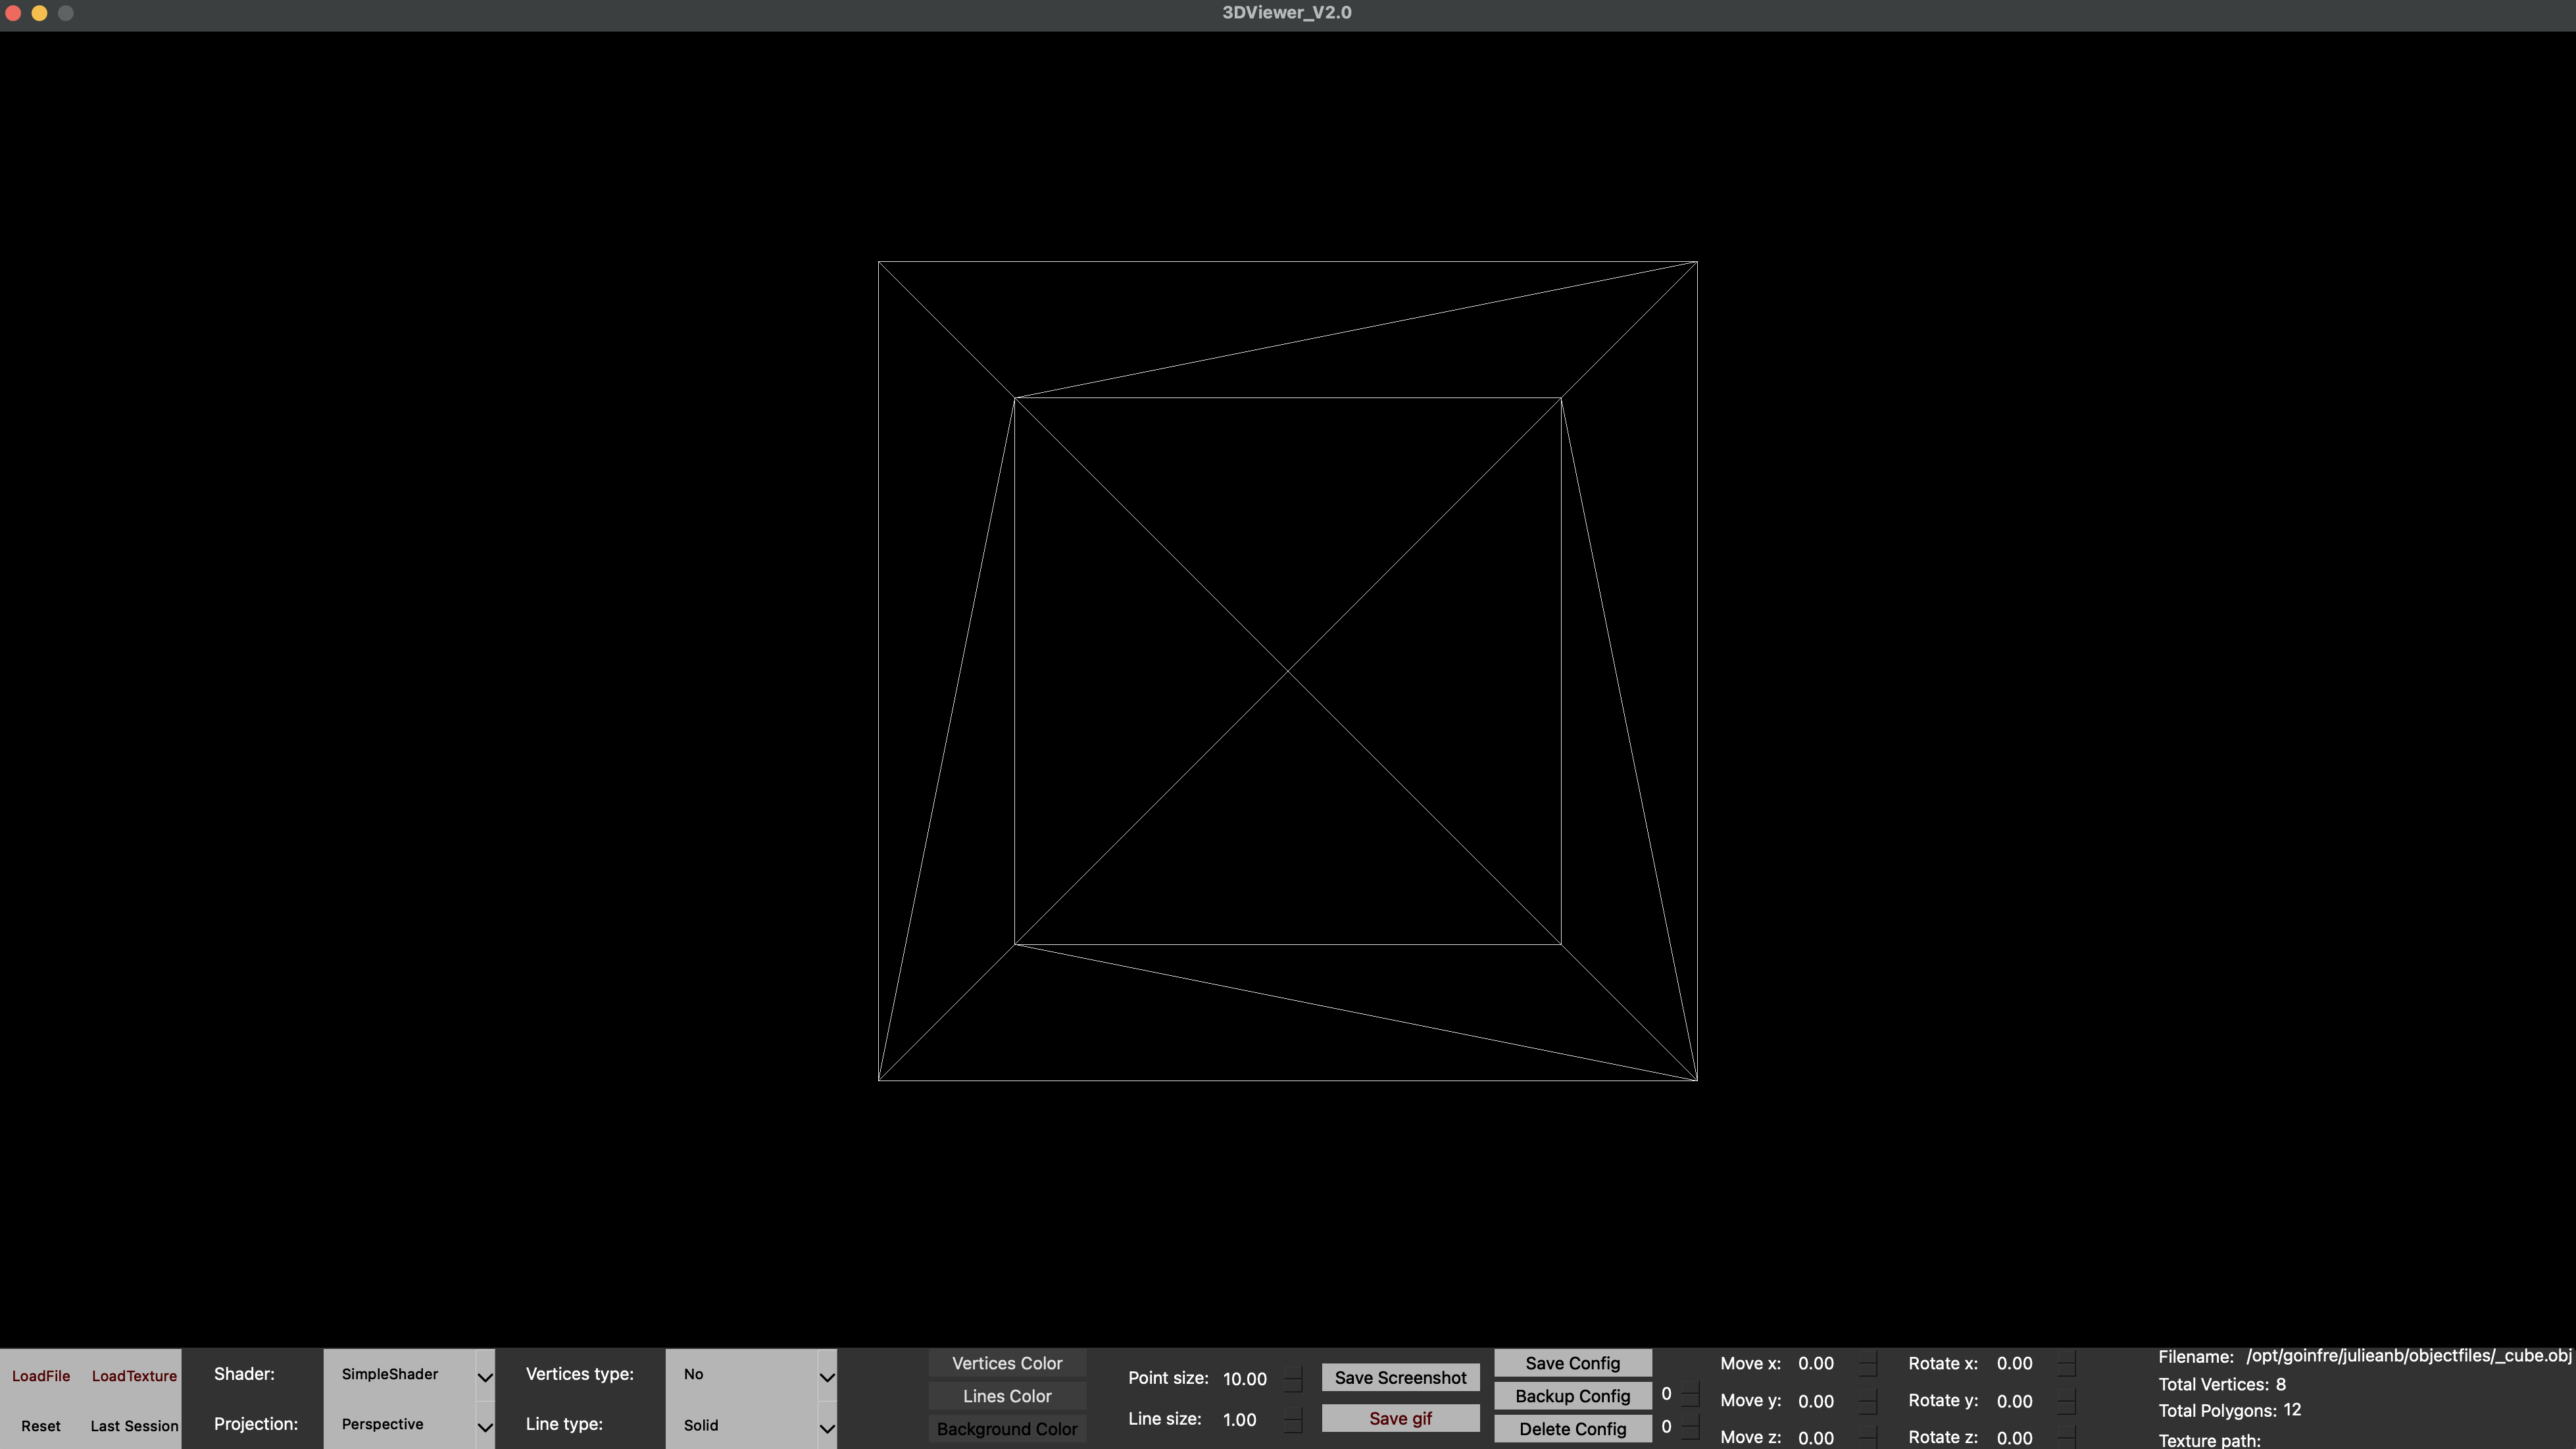 3DViewer_V2.0
LoadFile LoadTexture
Reset Last Session
Shader: SimpleShader
Projection: Perspective
Vertices type: No
Line type: Solid
Vertices Color
Lines Color
Background Color
Point size: 10.00
Line size: 1.00
Save Screenshot
Save gif
Save Config
Backup Config 0
Delete Config 0
Move x: 0.00
Move y: 0.00
Move z: 0.00
Rotate x: 0.00
Rotate y: 0.00
Rotate z: 0.00
Filename: /opt/goinfre/julieanb/objectfiles/_cube.obj
Total Vertices: 8
Total Polygons: 12
Texture path: